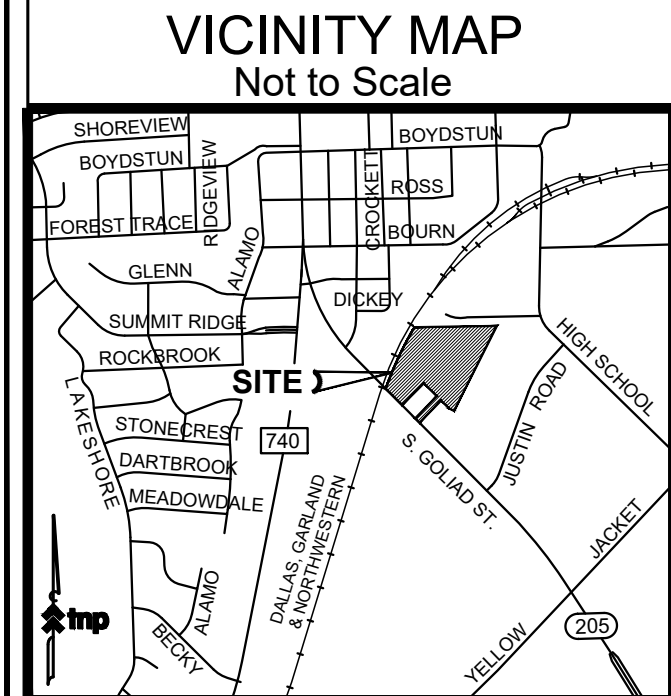 VICINITY MAP
Not to Scale
SHOREVIEW
BOYDSTUN
BOYDSTUN
RIDGEVIEW
CROCKETT
ROSS
FOREST TRACE
ALAMO
BOURN
GLENN
DICKEY
SUMMIT RIDGE
ROCKBROOK
HIGH SCHOOL
SITE
LAKESHORE
JUSTIN ROAD
STONECREST
740
S. GOLIAD ST.
DARTBROOK
MEADOWDALE
DALLAS, GARLAND
& NORTHWESTERN
JACKET
ALAMO
tnp
205
BECKY
YELLOW